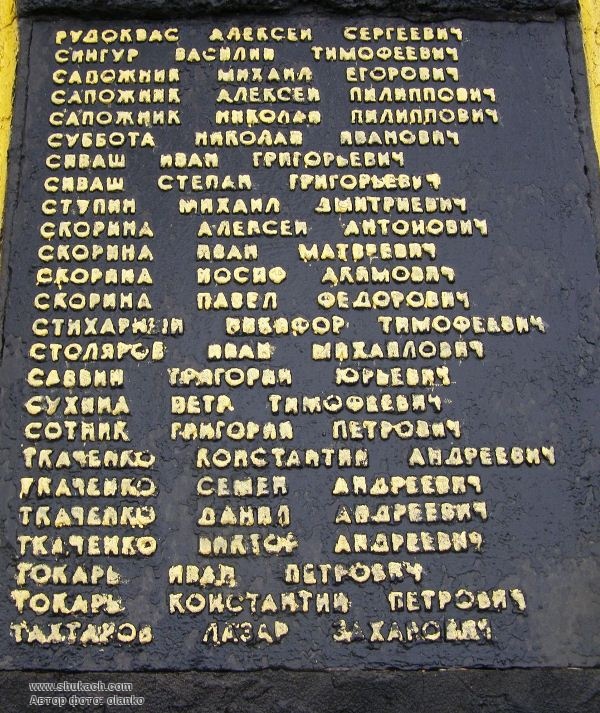 РУДОКВАС АЛЕКСЕЙ СЕРГЕЕВИЧ
СИНГУР ВАСИЛИЙ ТИМОФЕЕВИЧ
САПОЖНИК МИХАИЛ ЕГОРОВИЧ
САПОЖНИК АЛЕКСЕЙ ПИЛИППОВИЧ
САПОЖНИК НИКОЛАЙ ПИЛИППОВИЧ
СУББОТА НИКОЛАЙ ИВАНОВИЧ
СИВАШ ИВАН ГРИГОРЬЕВИЧ
СИВАШ СТЕПАН ГРИГОРЬЕВИЧ
СТУПИН МИХАИЛ ДМИТРИЕВИЧ
СКОРИНА АЛЕКСЕЙ АНТОНОВИЧ
СКОРИНА ИВАН МАТВЕЕВИЧ
СКОРИНА ИОСИФ АКИМОВИЧ
СКОРИНА ПАВЕЛ ФЕДОРОВИЧ
СТИХАРНЫЙ НИКИФОР ТИМОФЕЕВИЧ
СТОЛЯРОВ ИВАН МИХАЙЛОВИЧ
САВВИН ГРИГОРИЙ ЮРЬЕВИЧ
СУХИНА ПЕТР ТИМОФЕЕВИЧ
СОТНИК ГРИГОРИЙ ПЕТРОВИЧ
ТКАЧЕНКО КОНСТАНТИН АНДРЕЕВИЧ
ТКАЧЕНКО СЕМЕН АНДРЕЕВИЧ
ТКАЧЕНКО ДАНИЛ АНДРЕЕВИЧ
ТКАЧЕНКО ВИКТОР АНДРЕЕВИЧ
ТОКАРЬ ИВАН ПЕТРОВИЧ
ТОКАРЬ КОНСТАНТИН ПЕТРОВИЧ
ТАХТАРОВ ЛАЗАР ЗАХАРОВИЧ
www.shukach.com
Автор фото: olanko